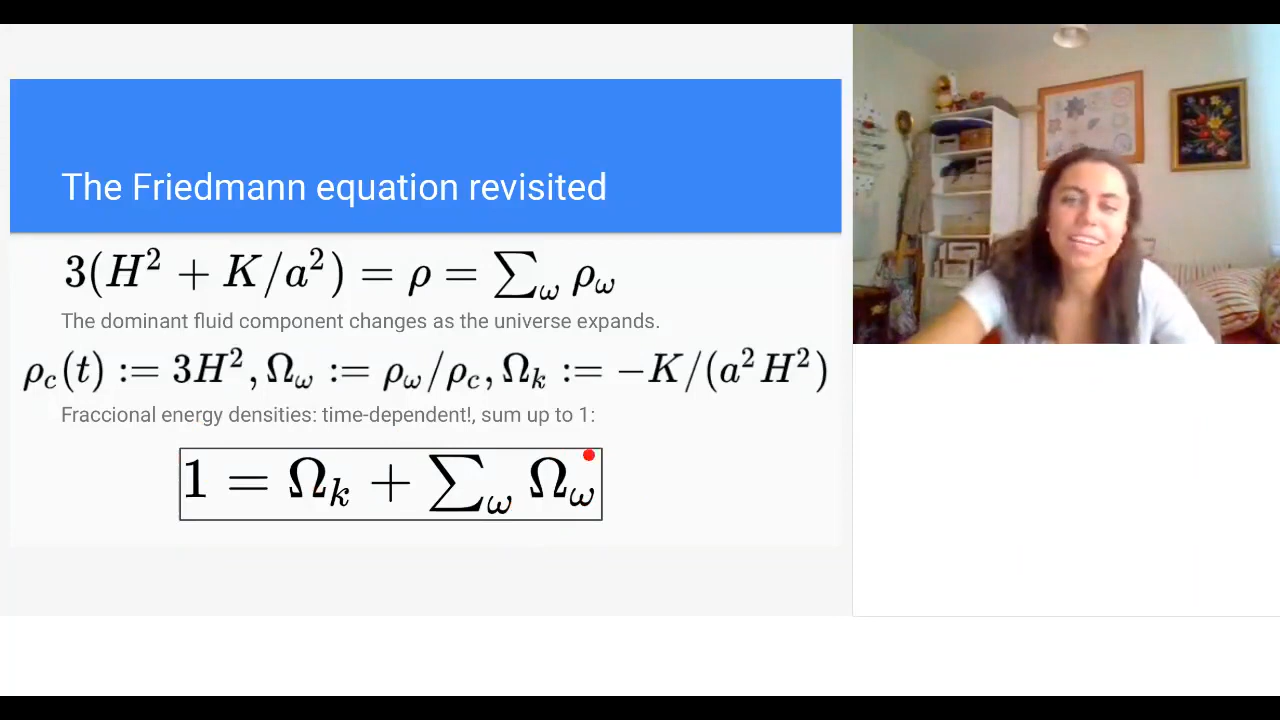 The Friedmann equation revisited
3(H² + K/a²) = ρ = ∑_ω ρ_ω
The dominant fluid component changes as the universe expands.
ρ_c(t) := 3H², Ω_ω := ρ_ω/ρ_c, Ω_k := −K/(a²H²)
Fraccional energy densities: time-dependent!, sum up to 1:
1 = Ω_k + ∑_ω Ω_ω